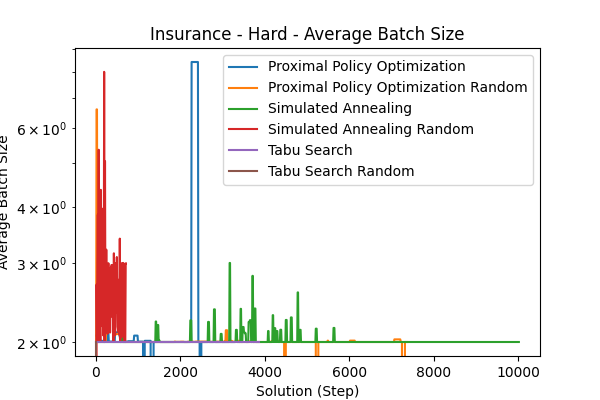 Insurance - Hard - Average Batch Size
Proximal Policy Optimization
Proximal Policy Optimization Random
Simulated Annealing
Simulated Annealing Random
Tabu Search
Tabu Search Random
Average Batch Size
6 × 10⁰
4 × 10⁰
3 × 10⁰
2 × 10⁰
0 2000 4000 6000 8000 10000
Solution (Step)